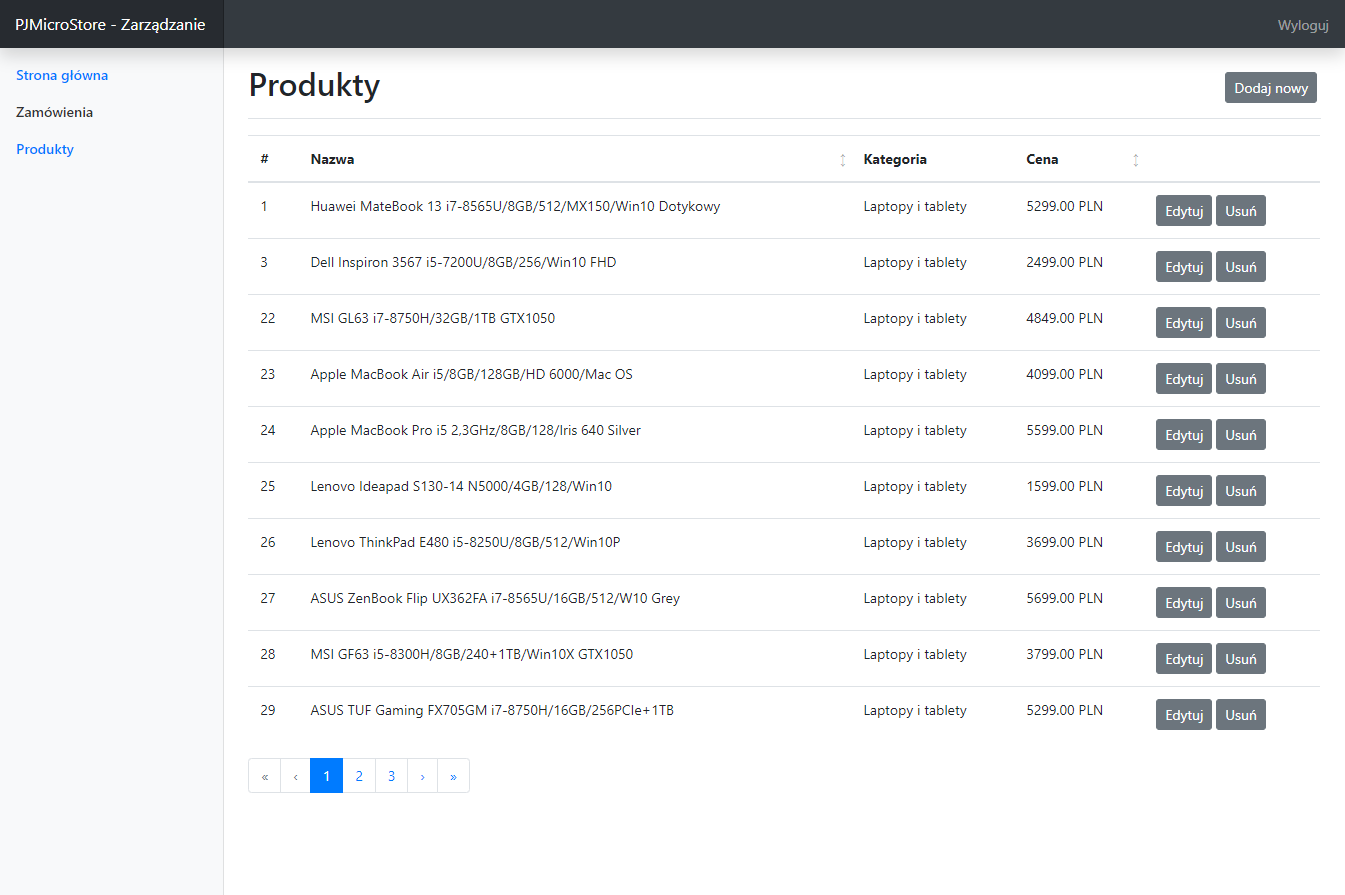 PJMicroStore - Zarządzanie
Wyloguj
Strona główna
Zamówienia
Produkty
Produkty
Dodaj nowy
# Nazwa Kategoria Cena
1 Huawei MateBook 13 i7-8565U/8GB/512/MX150/Win10 Dotykowy Laptopy i tablety 5299.00 PLN Edytuj Usuń
3 Dell Inspiron 3567 i5-7200U/8GB/256/Win10 FHD Laptopy i tablety 2499.00 PLN Edytuj Usuń
22 MSI GL63 i7-8750H/32GB/1TB GTX1050 Laptopy i tablety 4849.00 PLN Edytuj Usuń
23 Apple MacBook Air i5/8GB/128GB/HD 6000/Mac OS Laptopy i tablety 4099.00 PLN Edytuj Usuń
24 Apple MacBook Pro i5 2,3GHz/8GB/128/Iris 640 Silver Laptopy i tablety 5599.00 PLN Edytuj Usuń
25 Lenovo Ideapad S130-14 N5000/4GB/128/Win10 Laptopy i tablety 1599.00 PLN Edytuj Usuń
26 Lenovo ThinkPad E480 i5-8250U/8GB/512/Win10P Laptopy i tablety 3699.00 PLN Edytuj Usuń
27 ASUS ZenBook Flip UX362FA i7-8565U/16GB/512/W10 Grey Laptopy i tablety 5699.00 PLN Edytuj Usuń
28 MSI GF63 i5-8300H/8GB/240+1TB/Win10X GTX1050 Laptopy i tablety 3799.00 PLN Edytuj Usuń
29 ASUS TUF Gaming FX705GM i7-8750H/16GB/256PCIe+1TB Laptopy i tablety 5299.00 PLN Edytuj Usuń
« ‹ 1 2 3 › »